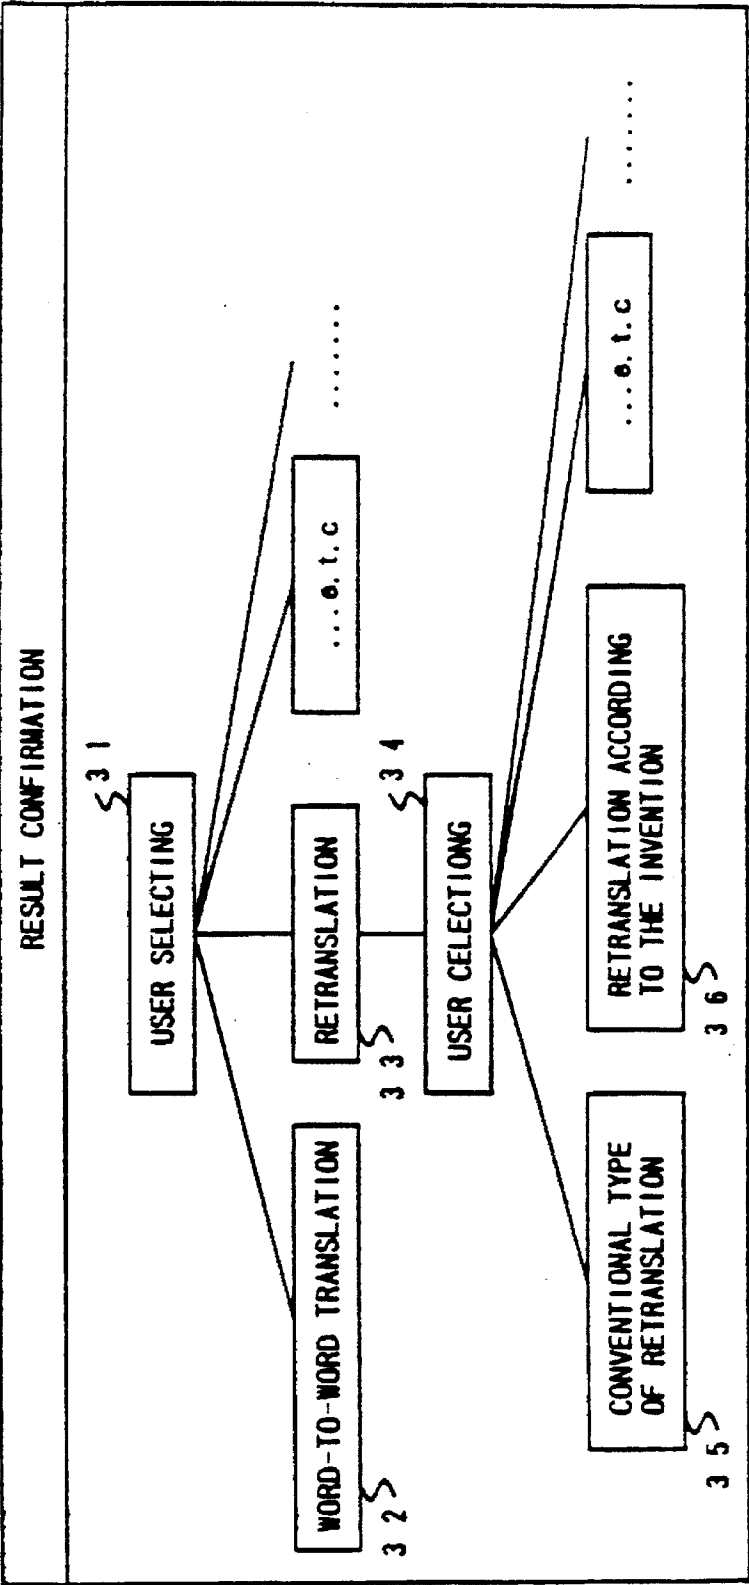 RESULT CONFIRMATION
31
USER SELECTING
WORD-TO-WORD TRANSLATION
32
RETRANSLATION
33
...e.t.c
.......
34
USER CELECTIONG
CONVENTIONAL TYPE
OF RETRANSLATION
35
RETRANSLATION ACCORDING
TO THE INVENTION
36
...e.t.c
.......